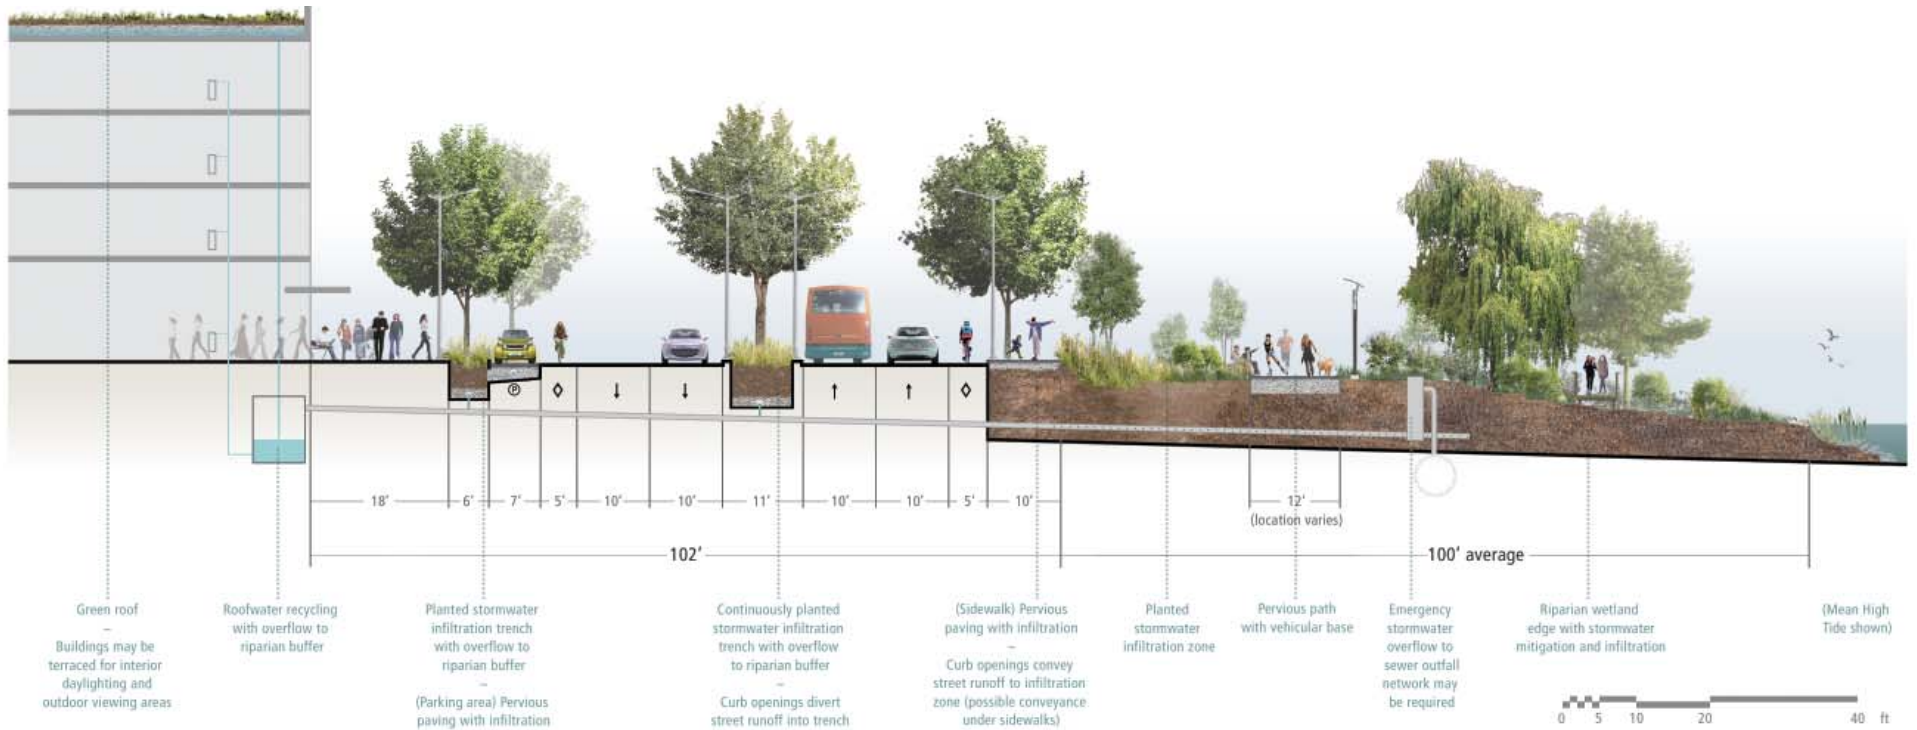 P
18'
6'
7'
5'
10'
10'
11'
10'
10'
5'
10'
12'
(location varies)
102'
100' average
Green roof
–
Buildings may be
terraced for interior
daylighting and
outdoor viewing areas
Roofwater recycling
with overflow to
riparian buffer
Planted stormwater
infiltration trench
with overflow to
riparian buffer
–
(Parking area) Pervious
paving with infiltration
Continuously planted
stormwater infiltration
trench with overflow
to riparian buffer
–
Curb openings divert
street runoff into trench
(Sidewalk) Pervious
paving with infiltration
–
Curb openings convey
street runoff to infiltration
zone (possible conveyance
under sidewalks)
Planted
stormwater
infiltration zone
Pervious path
with vehicular base
Emergency
stormwater
overflow to
sewer outfall
network may
be required
Riparian wetland
edge with stormwater
mitigation and infiltration
(Mean High
Tide shown)
0 5 10 20 40 ft